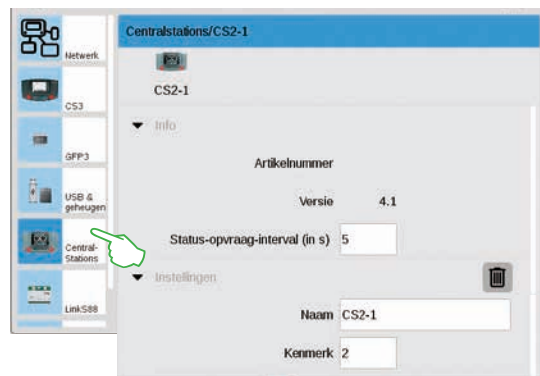 Netwerk
CS3
GFP3
USB &
geheugen
Central-
Stations
LinkS88
Centralstations/CS2-1
CS2-1
Info
Artikelnummer
Versie 4.1
Status-opvraag-interval (in s) 5
Instellingen
Naam CS2-1
Kenmerk 2